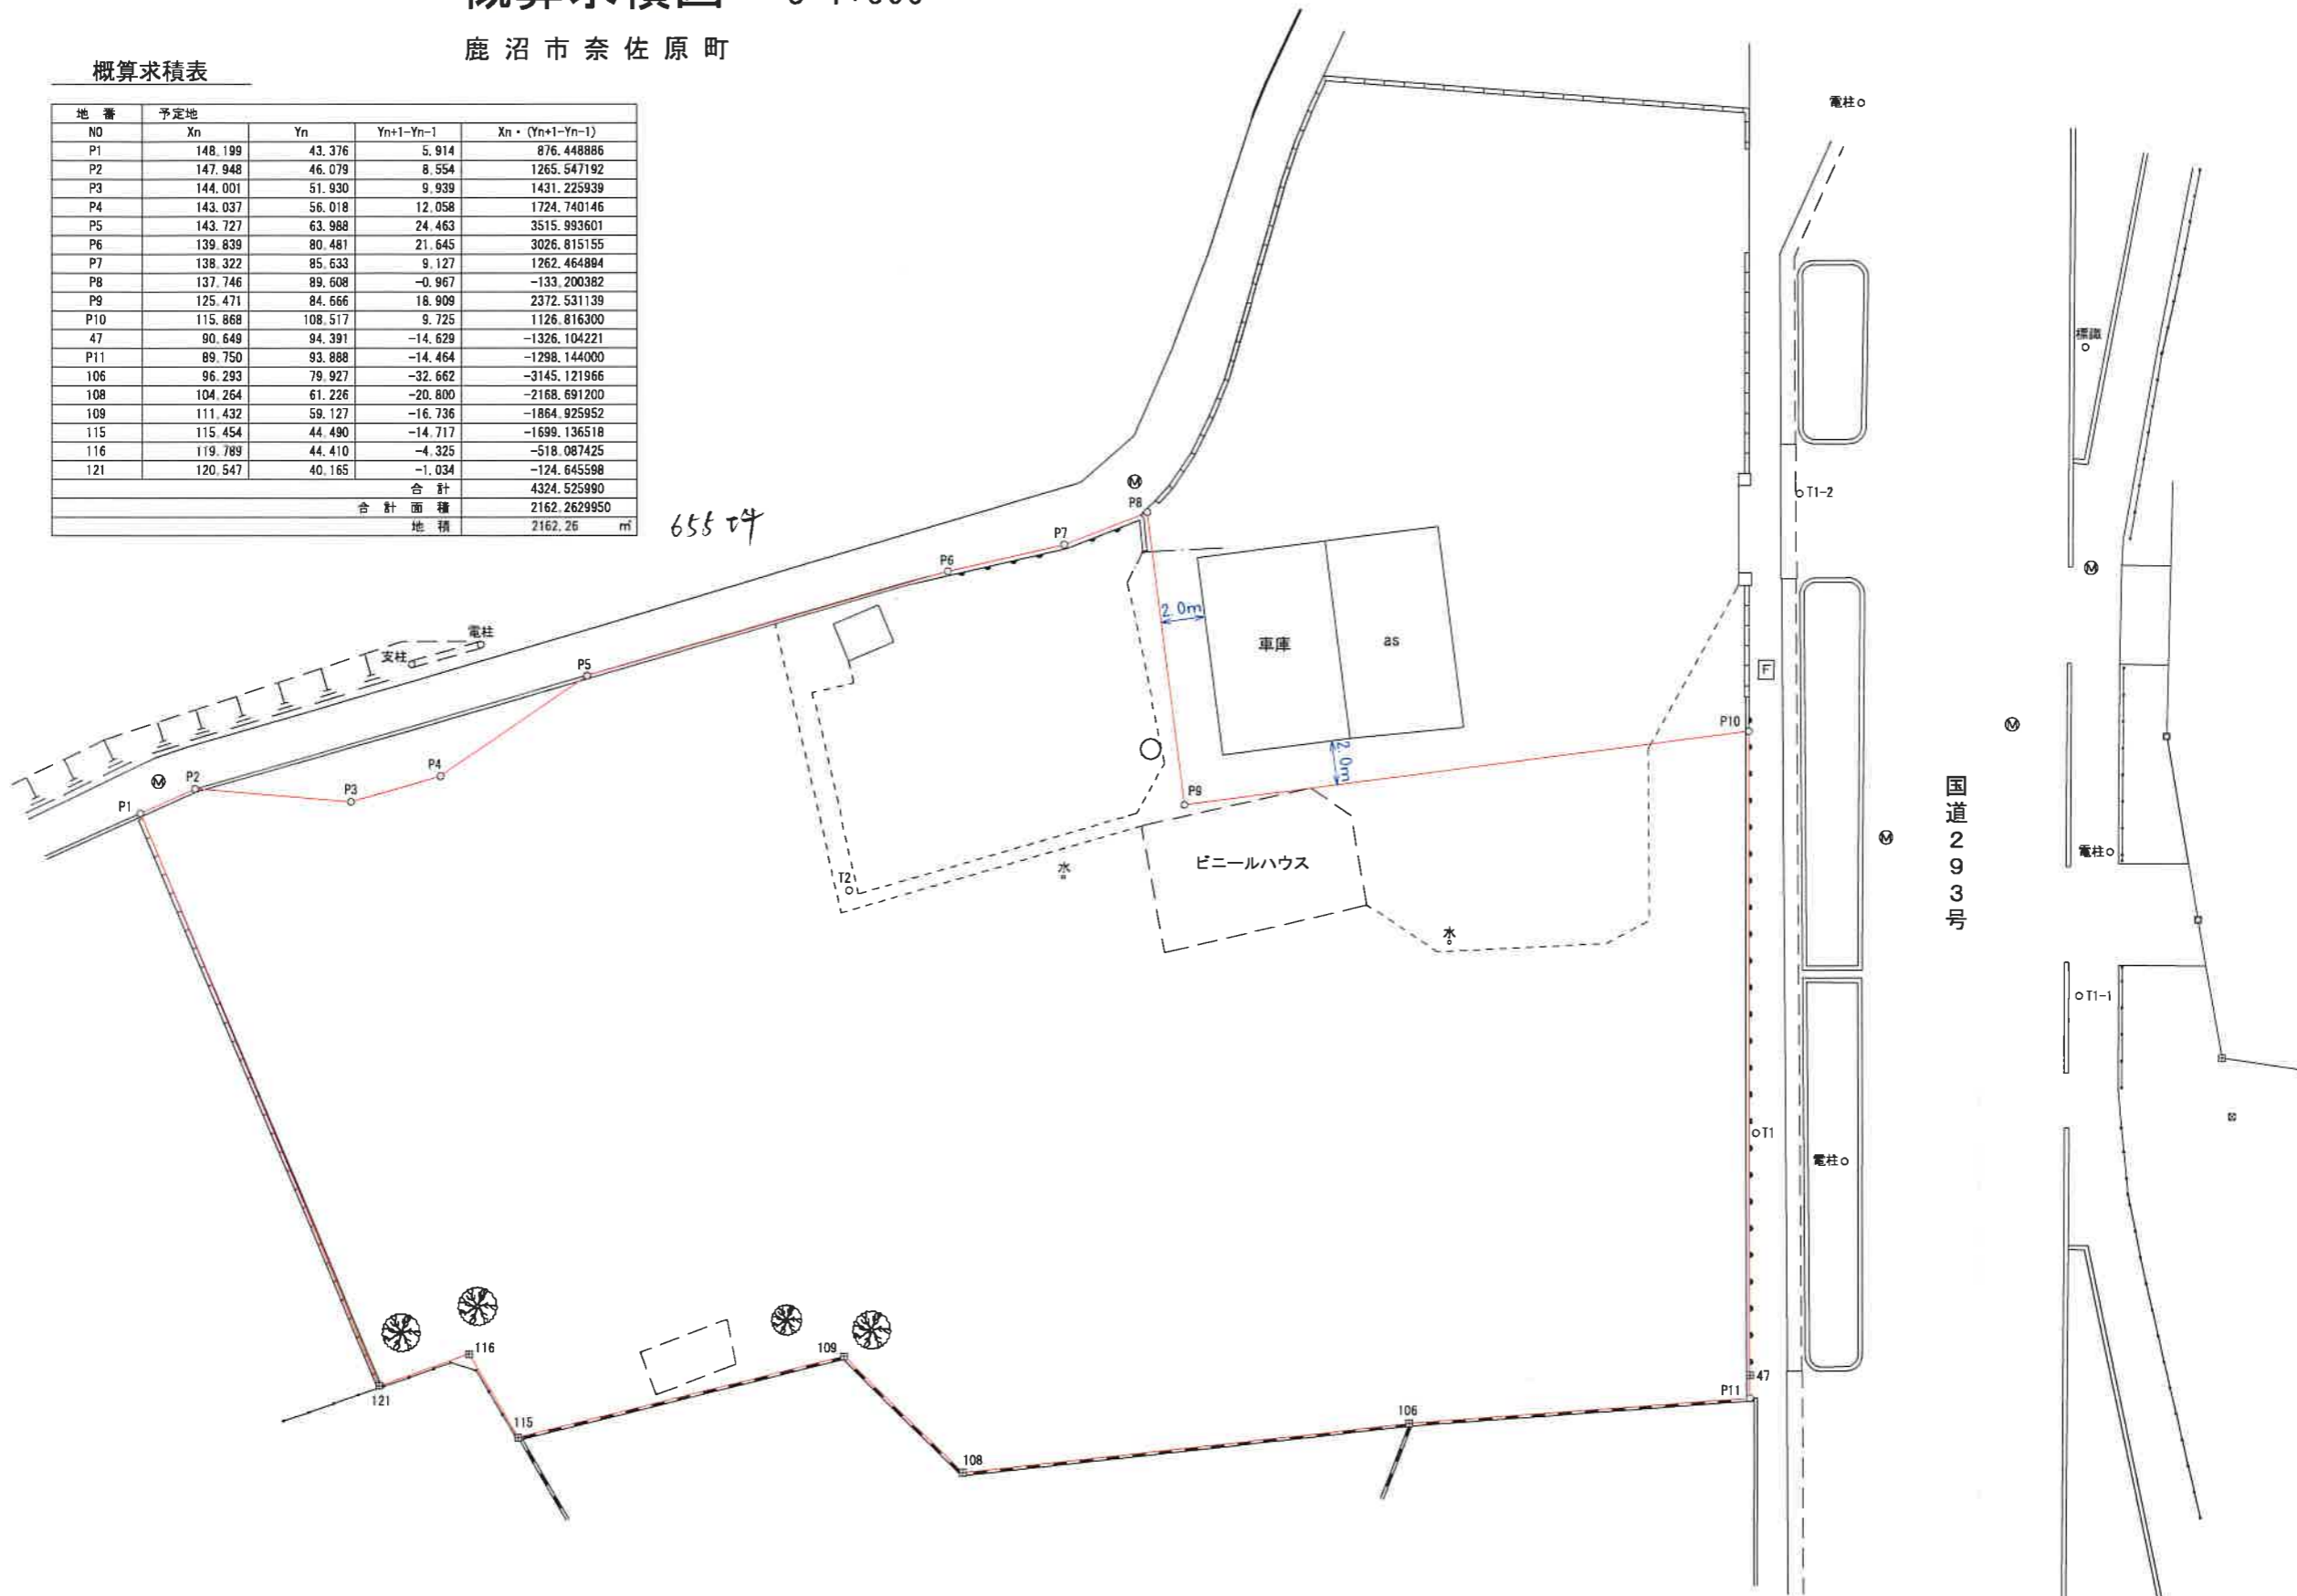 鹿沼市奈佐原町
概算求積表
地 番 予定地
NO Xn Yn Yn+1-Yn-1 Xn・(Yn+1-Yn-1)
P1 148.199 43.376 5.914 876.448886
P2 147.948 46.079 8.554 1265.547192
P3 144.001 51.930 9.939 1431.225939
P4 143.037 56.018 12.058 1724.740146
P5 143.727 63.988 24.463 3515.993601
P6 139.839 80.481 21.645 3026.815155
P7 138.322 85.633 9.127 1262.464894
P8 137.746 89.608 -0.967 -133.200382
P9 125.471 84.666 18.909 2372.531139
P10 115.868 108.517 9.725 1126.816300
47 90.649 94.391 -14.629 -1326.104221
P11 89.750 93.888 -14.464 -1298.144000
106 96.293 79.927 -32.662 -3145.121966
108 104.264 61.226 -20.800 -2168.691200
109 111.432 59.127 -16.736 -1864.925952
115 115.454 44.490 -14.717 -1699.136518
116 119.789 44.410 -4.325 -518.087425
121 120.547 40.165 -1.034 -124.645598
合 計 4324.525990
合 計 面 積 2162.2629950
地 積 2162.26 ㎡
655坪
電柱
標識
T1-2
M
P8
P7
P6
M
2.0m
車庫
as
電柱
支柱
P5
F
P10
M
2.0m
P4
P2
M
P3
P1
P9
国道293号
M
電柱
ビニールハウス
水
T2
水
T1-1
T1
電柱
116
109
47
P11
121
106
115
108